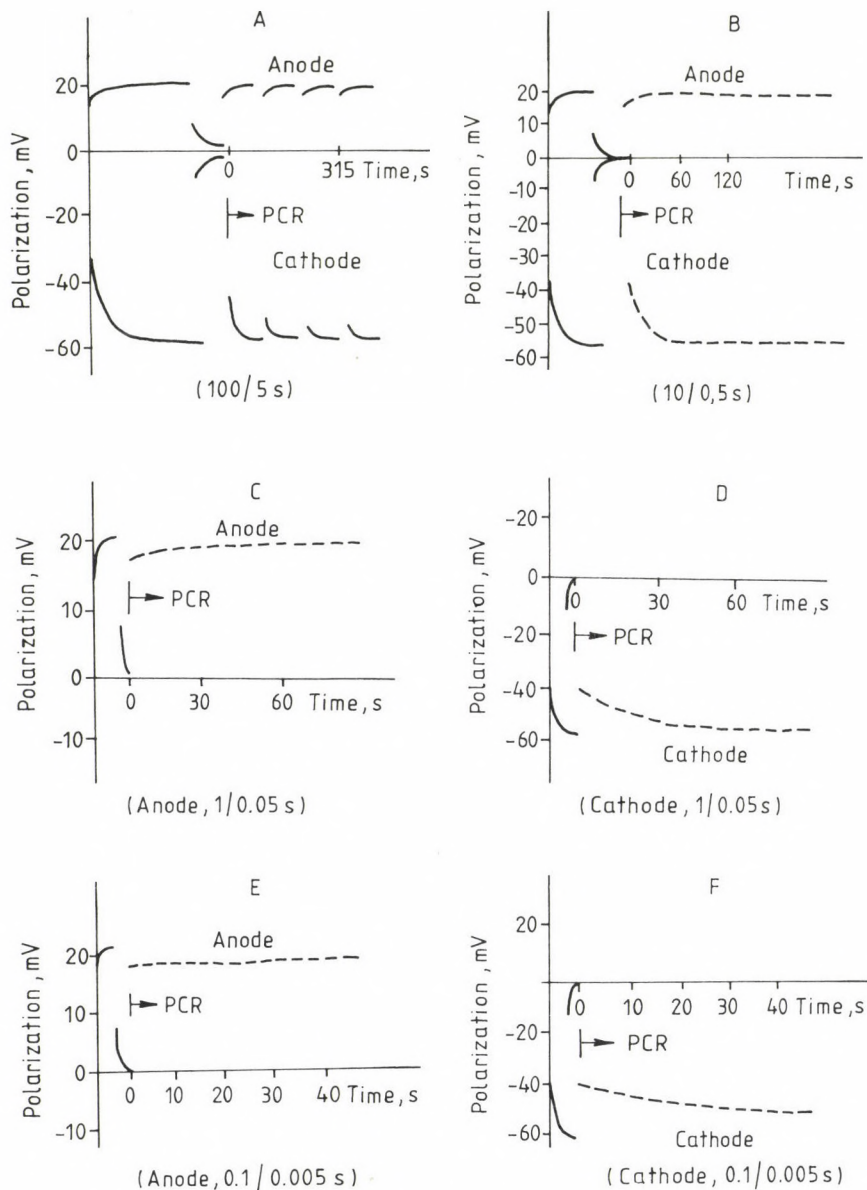 A
Polarization, mV
20
0
-20
-40
-60
Anode
0 315 Time,s
PCR
Cathode
(100/5s)
B
Polarization, mV
20
10
0
-10
-20
-30
-40
-50
-60
Anode
0 60 120 Time,s
PCR
Cathode
(10/0,5s)
C
Polarization, mV
20
10
0
-10
Anode
PCR
0 30 60 Time,s
(Anode, 1/0.05 s)
D
Polarization, mV
-20
0
-20
-40
-60
0 30 60 Time,s
PCR
Cathode
(Cathode, 1/0.05 s)
E
Polarization, mV
20
10
0
-10
Anode
PCR
0 10 20 30 40 Time,s
(Anode, 0.1/0.005 s)
F
Polarization, mV
20
0
-20
-40
-60
0 10 20 30 40 Time,s
PCR
Cathode
(Cathode, 0.1/0.005 s)